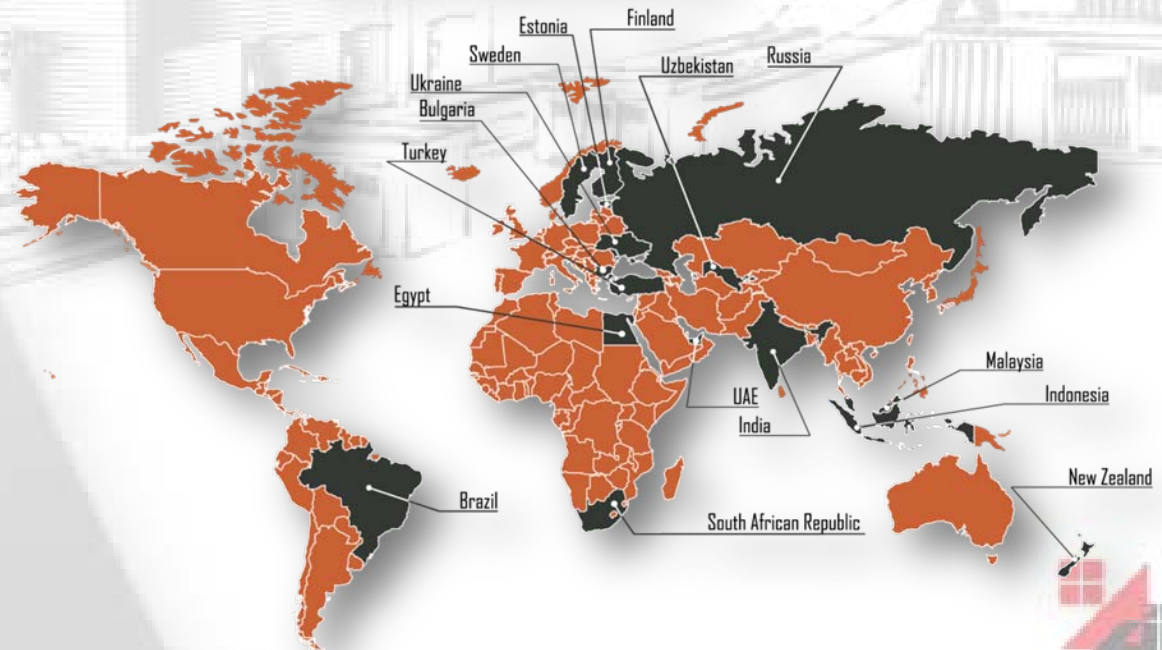 Finland
Estonia
Sweden
Uzbekistan
Russia
Ukraine
Bulgaria
Turkey
Egypt
Malaysia
UAE
Indonesia
India
New Zealand
Brazil
South African Republic